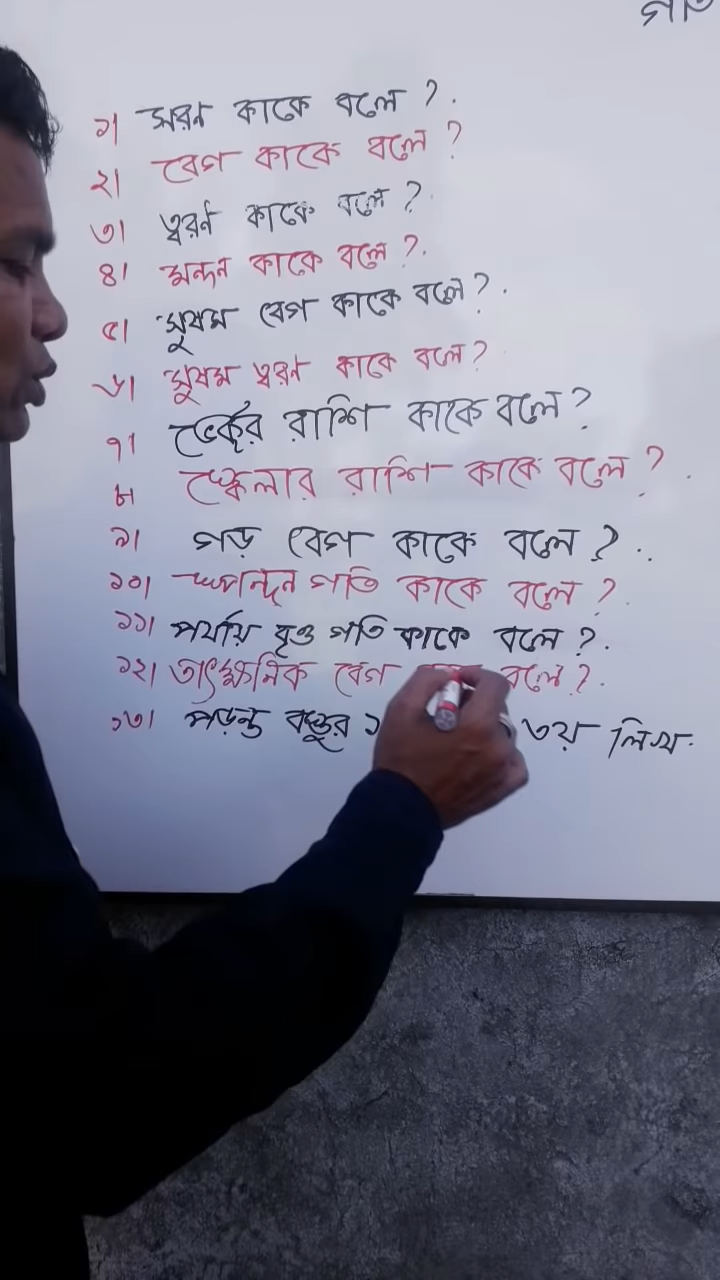 গতি
১। সরণ কাকে বলে ?.
২। বেগ কাকে বলে ?
৩। ত্বরণ কাকে বলে ?
৪। মন্দন কাকে বলে ?.
৫। সুষম বেগ কাকে বলে ?.
৬। সুষম ত্বরণ কাকে বলে ?
৭। ভেক্টর রাশি কাকে বলে ?
৮। স্কেলার রাশি কাকে বলে ?.
৯। গড় বেগ কাকে বলে ?..
১০। স্পন্দন গতি কাকে বলে ?.
১১। পর্যায় বৃত্ত গতি কাকে বলে ?.
১২। তাৎক্ষনিক বেগ বলে ?.
১৩। পড়ন্ত বস্তুর ১ ৩য় লিখ.